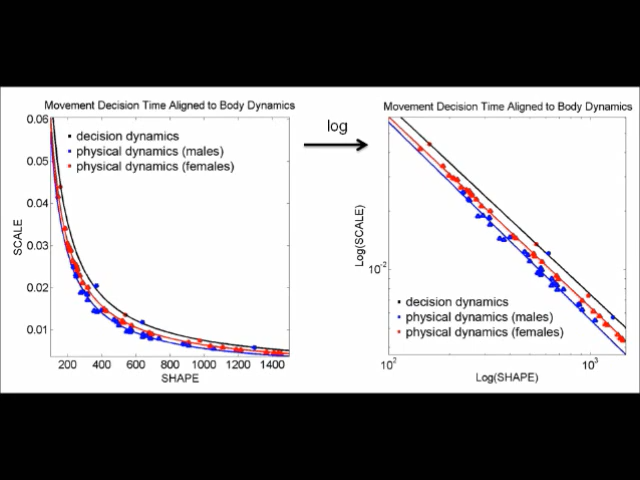 Movement Decision Time Aligned to Body Dynamics
0.06
0.05
0.04
0.03
0.02
0.01
SCALE
decision dynamics
physical dynamics (males)
physical dynamics (females)
200 400 600 800 1000 1200 1400
SHAPE
log
Movement Decision Time Aligned to Body Dynamics
Log(SCALE)
10^-2
decision dynamics
physical dynamics (males)
physical dynamics (females)
10^2 10^3
Log(SHAPE)